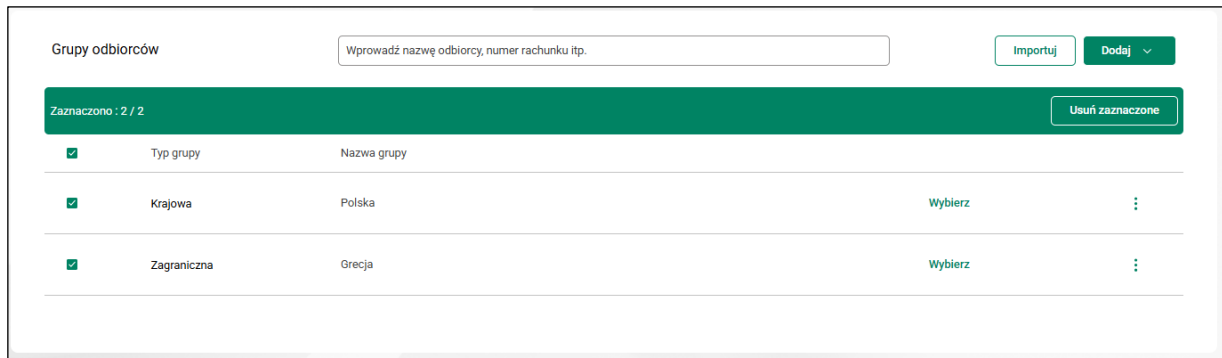 Grupy odbiorców
Wprowadź nazwę odbiorcy, numer rachunku itp.
Importuj
Dodaj
Zaznaczono : 2 / 2
Usuń zaznaczone
Typ grupy Nazwa grupy
Krajowa Polska Wybierz
Zagraniczna Grecja Wybierz